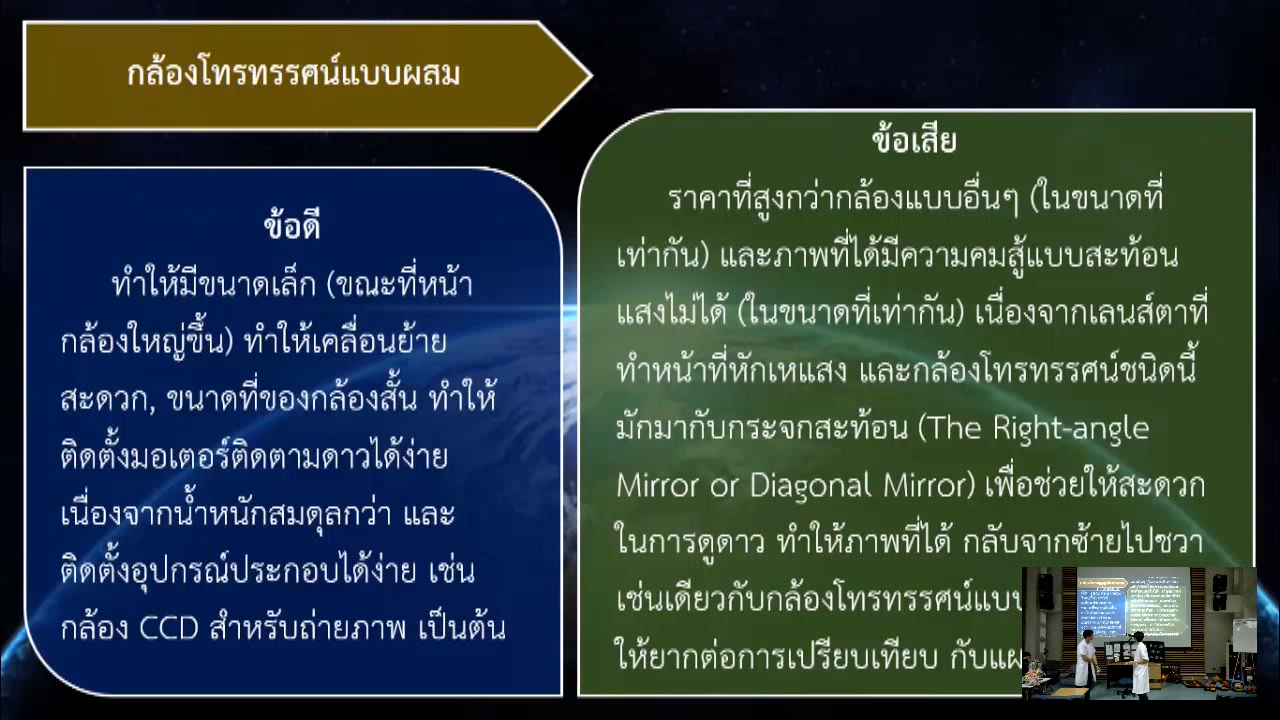 กล้องโทรทรรศน์แบบผสม
ข้อดี
ทำให้มีขนาดเล็ก (ขณะที่หน้า
กล้องใหญ่ขึ้น) ทำให้เคลื่อนย้าย
สะดวก, ขนาดที่ของกล้องสั้น ทำให้
ติดตั้งมอเตอร์ติดตามดาวได้ง่าย
เนื่องจากน้ำหนักสมดุลกว่า และ
ติดตั้งอุปกรณ์ประกอบได้ง่าย เช่น
กล้อง CCD สำหรับถ่ายภาพ เป็นต้น
ข้อเสีย
ราคาที่สูงกว่ากล้องแบบอื่นๆ (ในขนาดที่
เท่ากัน) และภาพที่ได้มีความคมสู้แบบสะท้อน
แสงไม่ได้ (ในขนาดที่เท่ากัน) เนื่องจากเลนส์ตาที่
ทำหน้าที่หักเหแสง และกล้องโทรทรรศน์ชนิดนี้
มักมากับกระจกสะท้อน (The Right-angle
Mirror or Diagonal Mirror) เพื่อช่วยให้สะดวก
ในการดูดาว ทำให้ภาพที่ได้ กลับจากซ้ายไปขวา
เช่นเดียวกับกล้องโทรทรรศน์แบบ
ให้ยากต่อการเปรียบเทียบ กับ